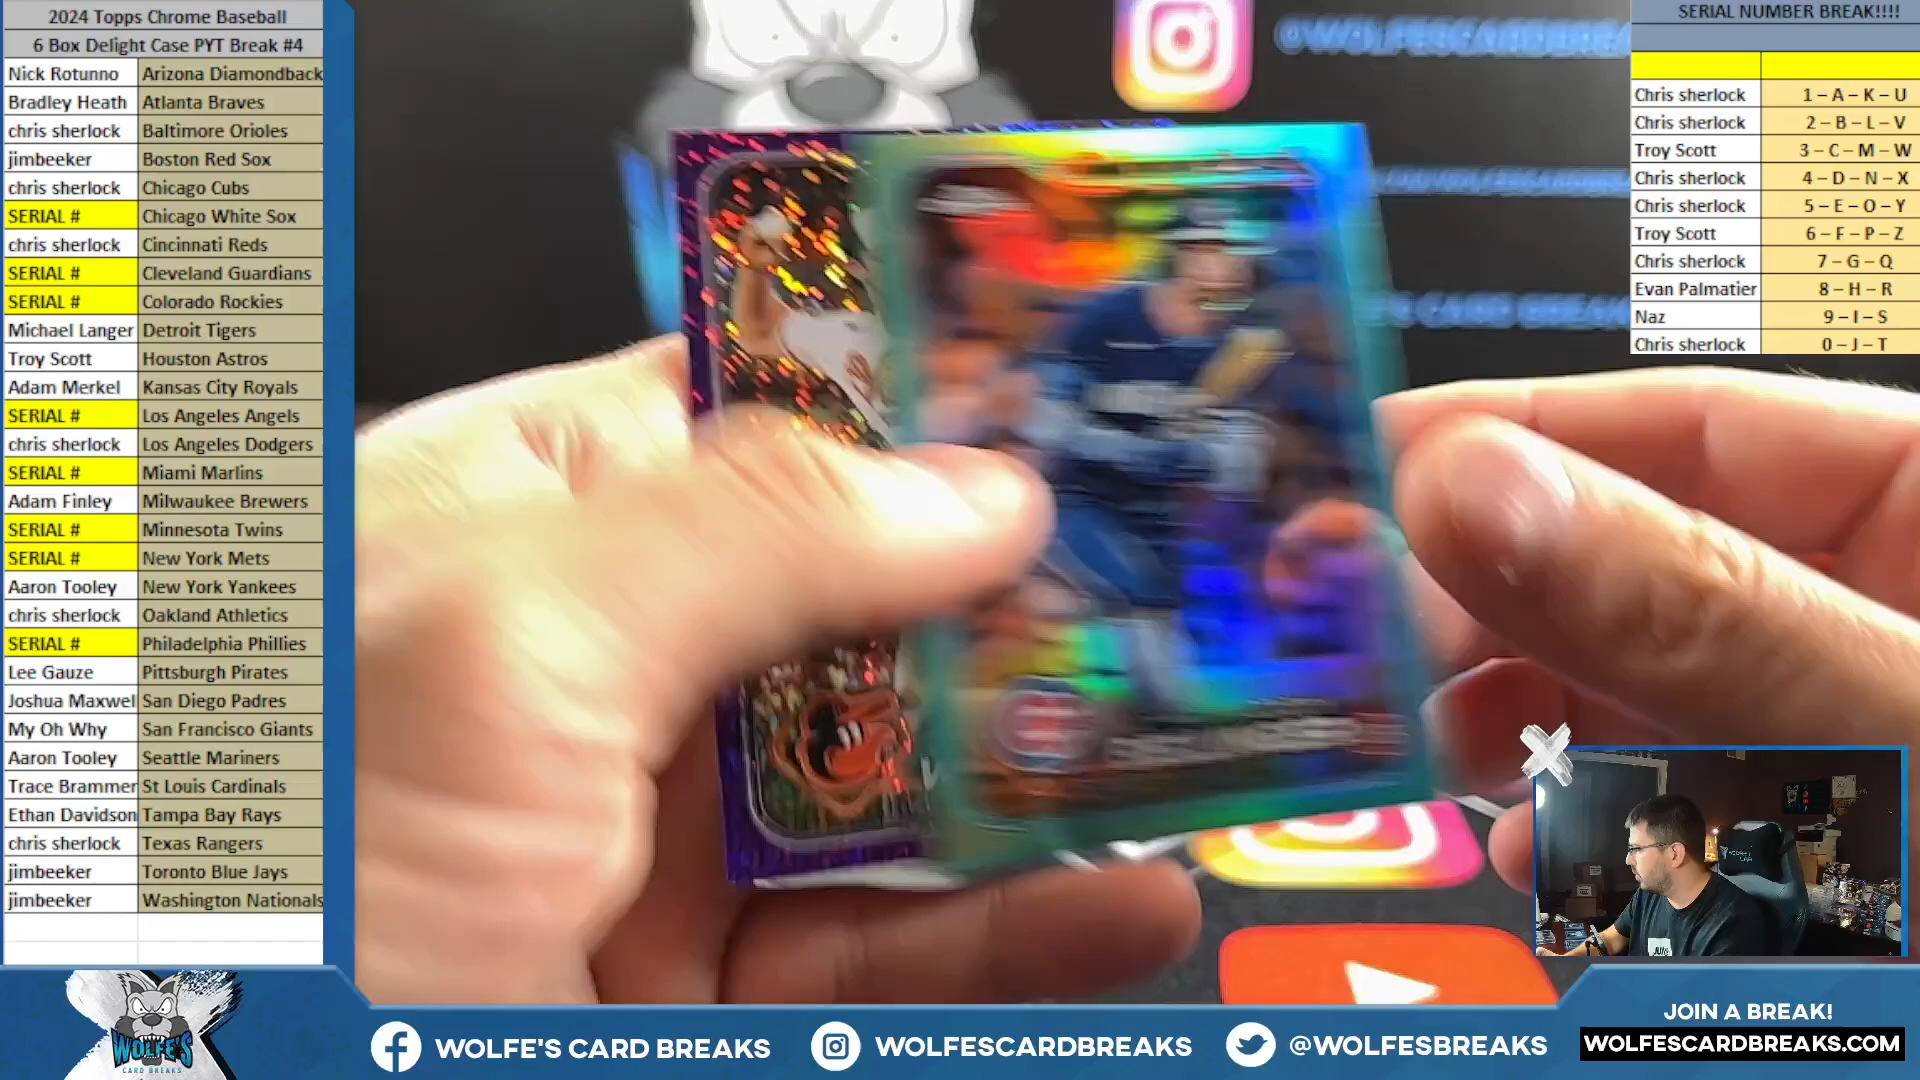 2024 Topps Chrome Baseball
6 Box Delight Case PYT Break #4
Nick Rotunno Arizona Diamondback
Bradley Heath Atlanta Braves
chris sherlock Baltimore Orioles
jimbeeker Boston Red Sox
chris sherlock Chicago Cubs
SERIAL # Chicago White Sox
chris sherlock Cincinnati Reds
SERIAL # Cleveland Guardians
SERIAL # Colorado Rockies
Michael Langer Detroit Tigers
Troy Scott Houston Astros
Adam Merkel Kansas City Royals
SERIAL # Los Angeles Angels
chris sherlock Los Angeles Dodgers
SERIAL # Miami Marlins
Adam Finley Milwaukee Brewers
SERIAL # Minnesota Twins
SERIAL # New York Mets
Aaron Tooley New York Yankees
chris sherlock Oakland Athletics
SERIAL # Philadelphia Phillies
Lee Gauze Pittsburgh Pirates
Joshua Maxwel San Diego Padres
My Oh Why San Francisco Giants
Aaron Tooley Seattle Mariners
Trace Brammer St Louis Cardinals
Ethan Davidson Tampa Bay Rays
chris sherlock Texas Rangers
jimbeeker Toronto Blue Jays
jimbeeker Washington Nationals
@WOLFESCARDBREA
SERIAL NUMBER BREAK!!!!
Chris sherlock 1 – A – K – U
Chris sherlock 2 – B – L – V
Troy Scott 3 – C – M – W
Chris sherlock 4 – D – N – X
Chris sherlock 5 – E – O – Y
Troy Scott 6 – F – P – Z
Chris sherlock 7 – G – Q
Evan Palmatier 8 – H – R
Naz 9 – I – S
Chris sherlock 0 – J – T
WOLFE'S
CARD BREAKS
WOLFE'S CARD BREAKS
WOLFESCARDBREAKS
@WOLFESBREAKS
JOIN A BREAK!
WOLFESCARDBREAKS.COM